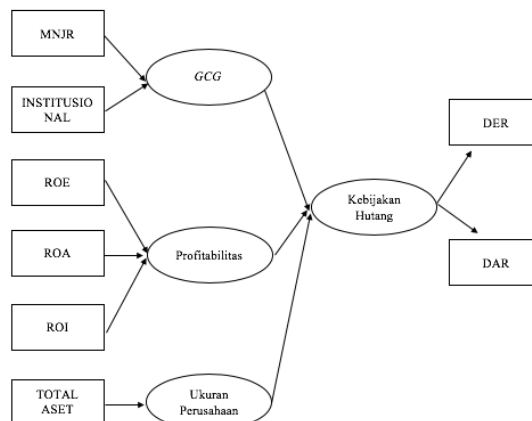 MNJR
GCG
INSTITUSIO
NAL
DER
ROE
Kebijakan
Hutang
ROA
Profitabilitas
DAR
ROI
TOTAL
ASET
Ukuran
Perusahaan